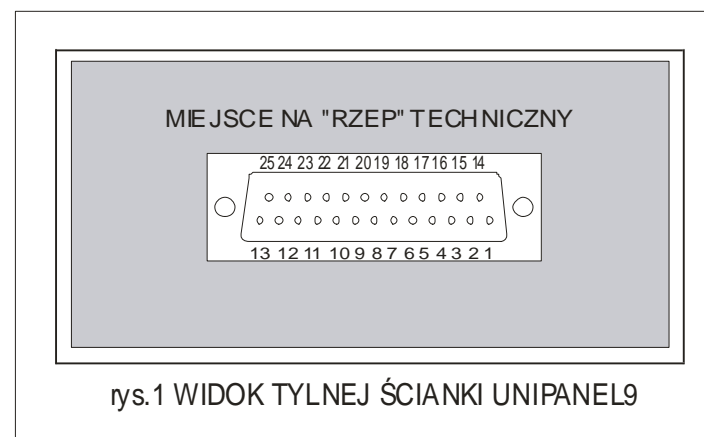 MIEJSCE NA "RZEP" TECHNICZNY
25 24 23 22 21 20 19 18 17 16 15 14
13 12 11 10 9 8 7 6 5 4 3 2 1
rys.1 WIDOK TYLNEJ ŚCIANKI UNIPANEL9